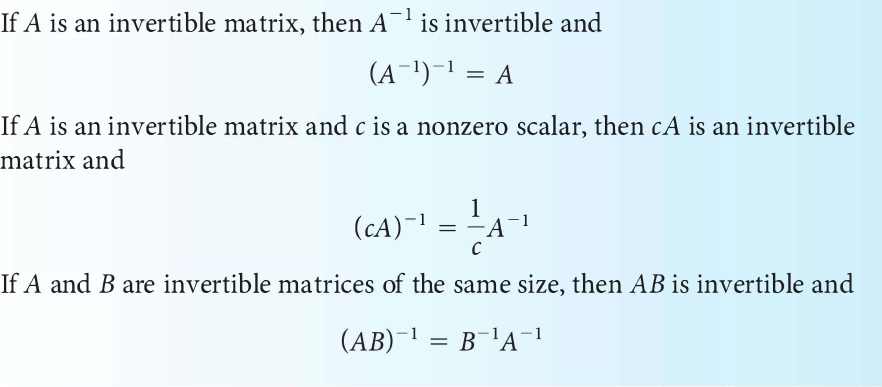 If A is an invertible matrix, then A⁻¹ is invertible and
(A⁻¹)⁻¹ = A
If A is an invertible matrix and c is a nonzero scalar, then cA is an invertible
matrix and
(cA)⁻¹ = 1/c A⁻¹
If A and B are invertible matrices of the same size, then AB is invertible and
(AB)⁻¹ = B⁻¹A⁻¹